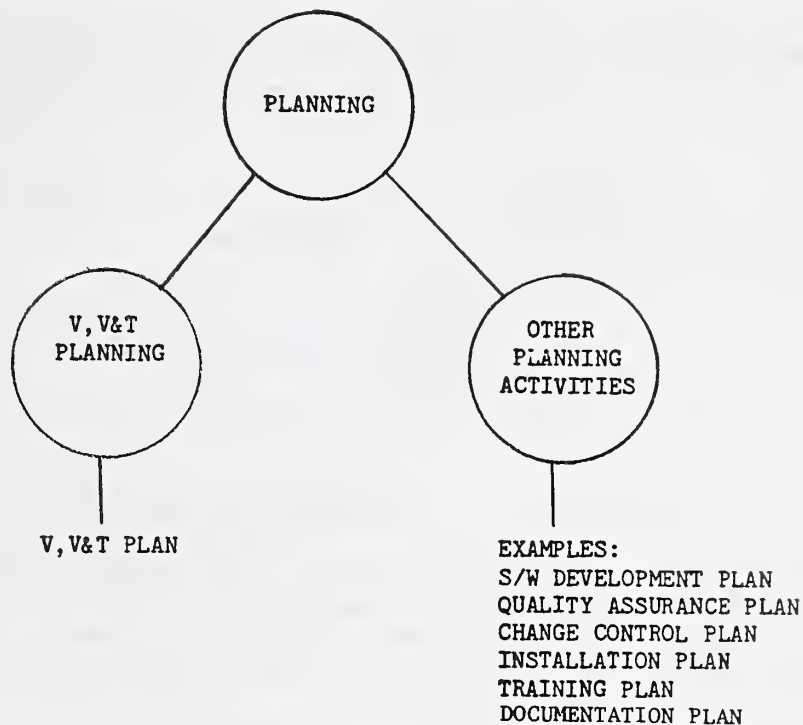 PLANNING
V,V&T
PLANNING
OTHER
PLANNING
ACTIVITIES
V,V&T PLAN
EXAMPLES:
S/W DEVELOPMENT PLAN
QUALITY ASSURANCE PLAN
CHANGE CONTROL PLAN
INSTALLATION PLAN
TRAINING PLAN
DOCUMENTATION PLAN